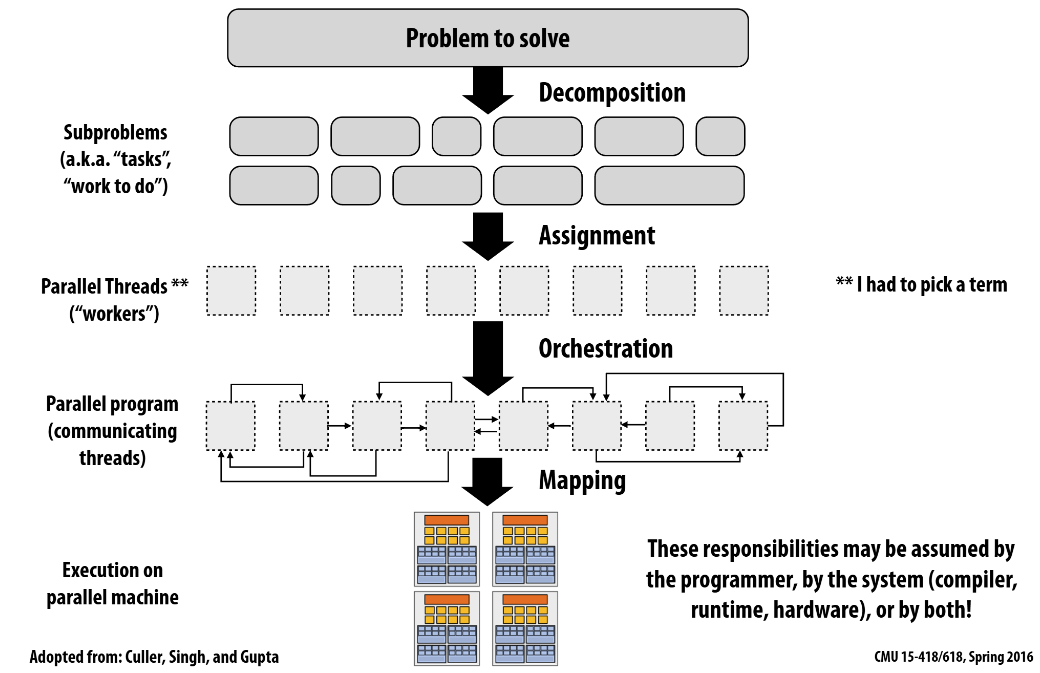 Problem to solve
Decomposition
Subproblems
(a.k.a. “tasks”,
“work to do”)
Assignment
Parallel Threads **
(“workers”)
** I had to pick a term
Orchestration
Parallel program
(communicating
threads)
Mapping
Execution on
parallel machine
These responsibilities may be assumed by
the programmer, by the system (compiler,
runtime, hardware), or by both!
Adopted from: Culler, Singh, and Gupta
CMU 15-418/618, Spring 2016